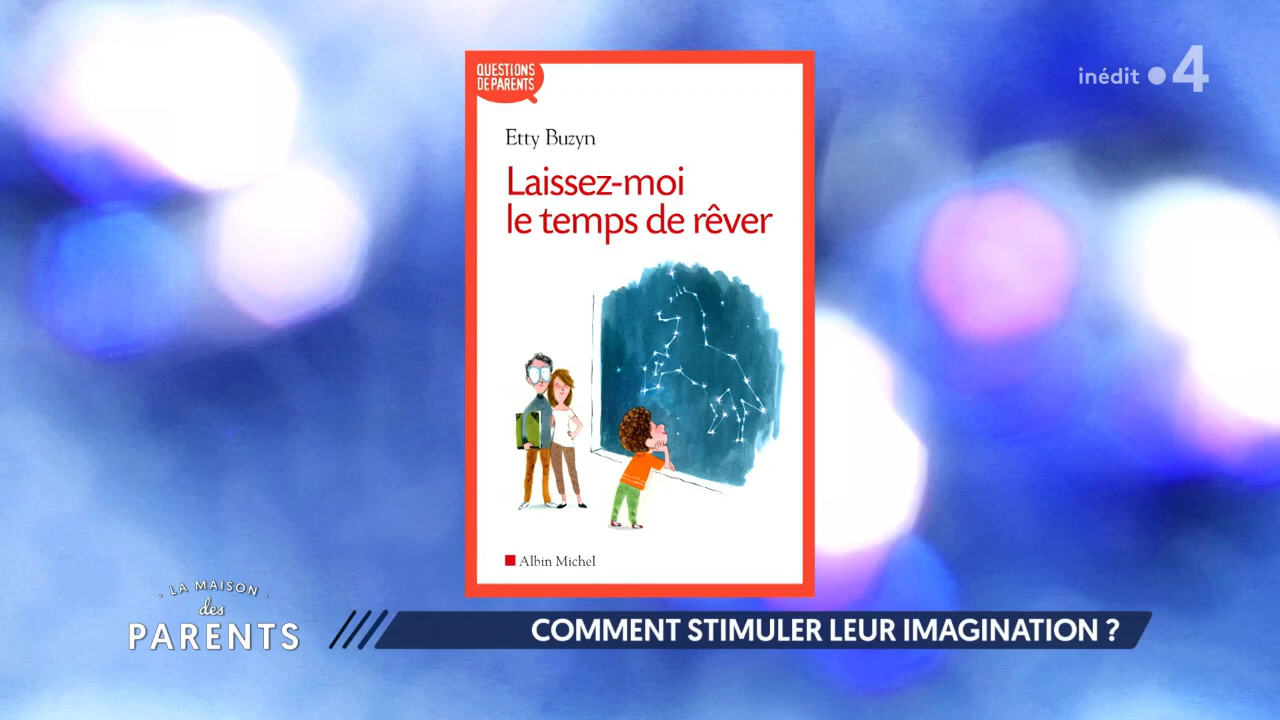 QUESTIONS
DE PARENTS
Etty Buzyn
Laissez-moi
le temps de rêver
Albin Michel
inédit 4
· LA MAISON ·
des
PARENTS
COMMENT STIMULER LEUR IMAGINATION ?